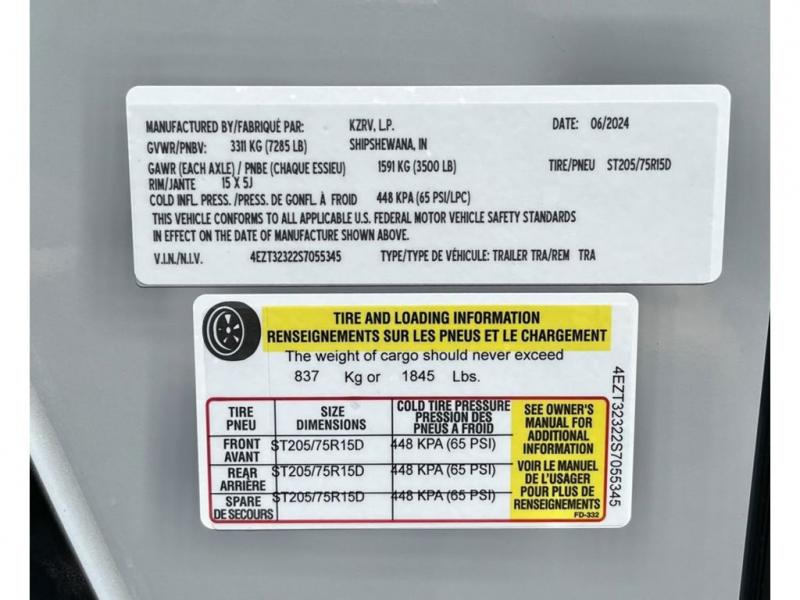 MANUFACTURED BY/FABRIQUÉ PAR: KZRV, L.P. DATE: 06/2024
GVWR/PNBV: 3311 KG (7285 LB) SHIPSHEWANA, IN
GAWR (EACH AXLE) / PNBE (CHAQUE ESSIEU) 1591 KG (3500 LB) TIRE/PNEU ST205/75R15D
RIM/JANTE 15 X 5J
COLD INFL. PRESS. /PRESS. DE GONFL. À FROID 448 KPA (65 PSI/LPC)
THIS VEHICLE CONFORMS TO ALL APPLICABLE U.S. FEDERAL MOTOR VEHICLE SAFETY STANDARDS
IN EFFECT ON THE DATE OF MANUFACTURE SHOWN ABOVE.
V.I.N./N.I.V. 4EZT32322S7055345 TYPE/TYPE DE VÉHICULE: TRAILER TRA/REM TRA
TIRE AND LOADING INFORMATION
RENSEIGNEMENTS SUR LES PNEUS ET LE CHARGEMENT
The weight of cargo should never exceed
837 Kg or 1845 Lbs.
TIRE PNEU
SIZE DIMENSIONS
COLD TIRE PRESSURE
PRESSION DES
PNEUS A FROID
FRONT AVANT ST205/75R15D 448 KPA (65 PSI)
REAR ARRIÈRE ST205/75R15D 448 KPA (65 PSI)
SPARE DE SECOURS ST205/75R15D 448 KPA (65 PSI)
SEE OWNER'S
MANUAL FOR
ADDITIONAL
INFORMATION
VOIR LE MANUEL
DE L'USAGER
POUR PLUS DE
RENSEIGNEMENTS
FD-332
4EZT32322S7055345